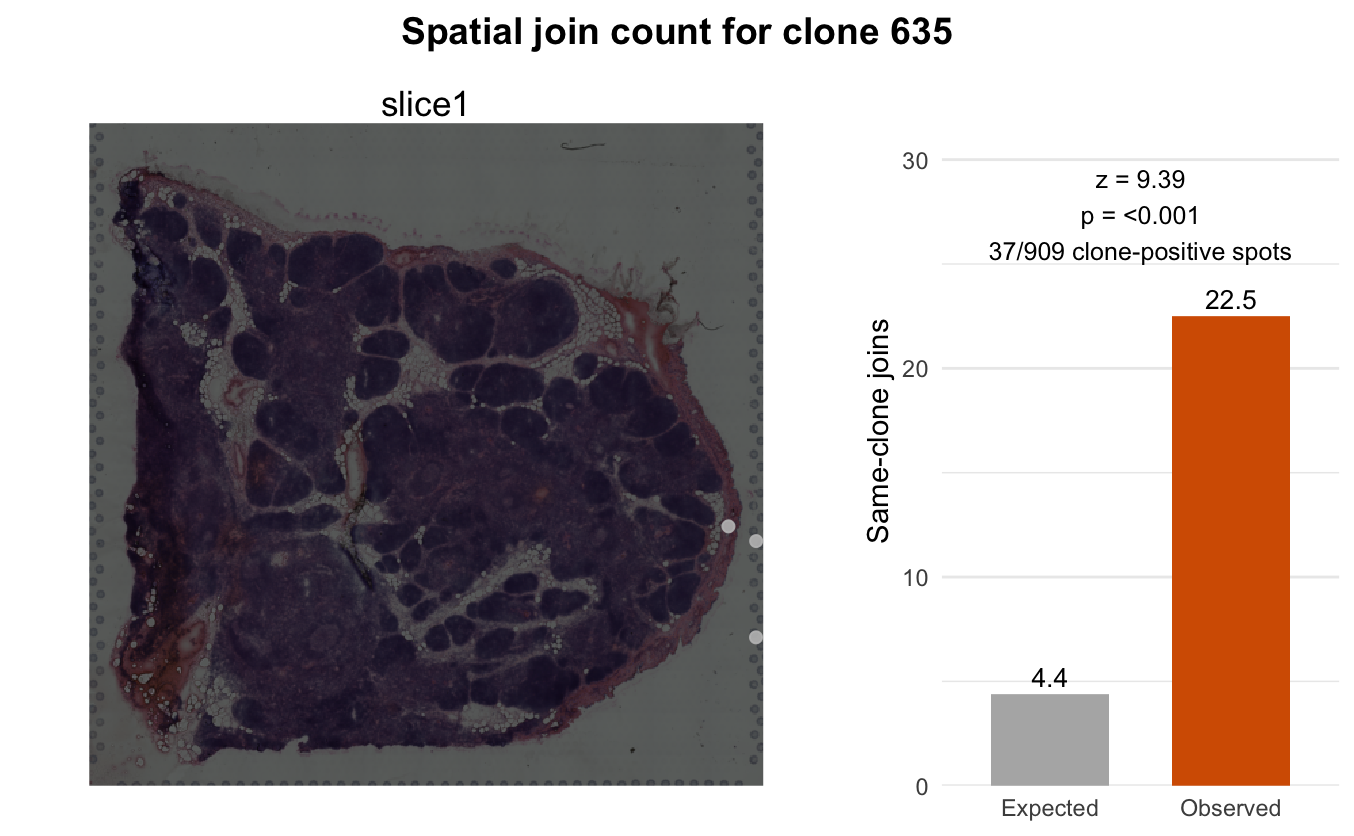 Spatial join count for clone 635
slice1
30
z = 9.39
p = <0.001
37/909 clone-positive spots
22.5
Same-clone joins
20
10
4.4
0
Expected
Observed